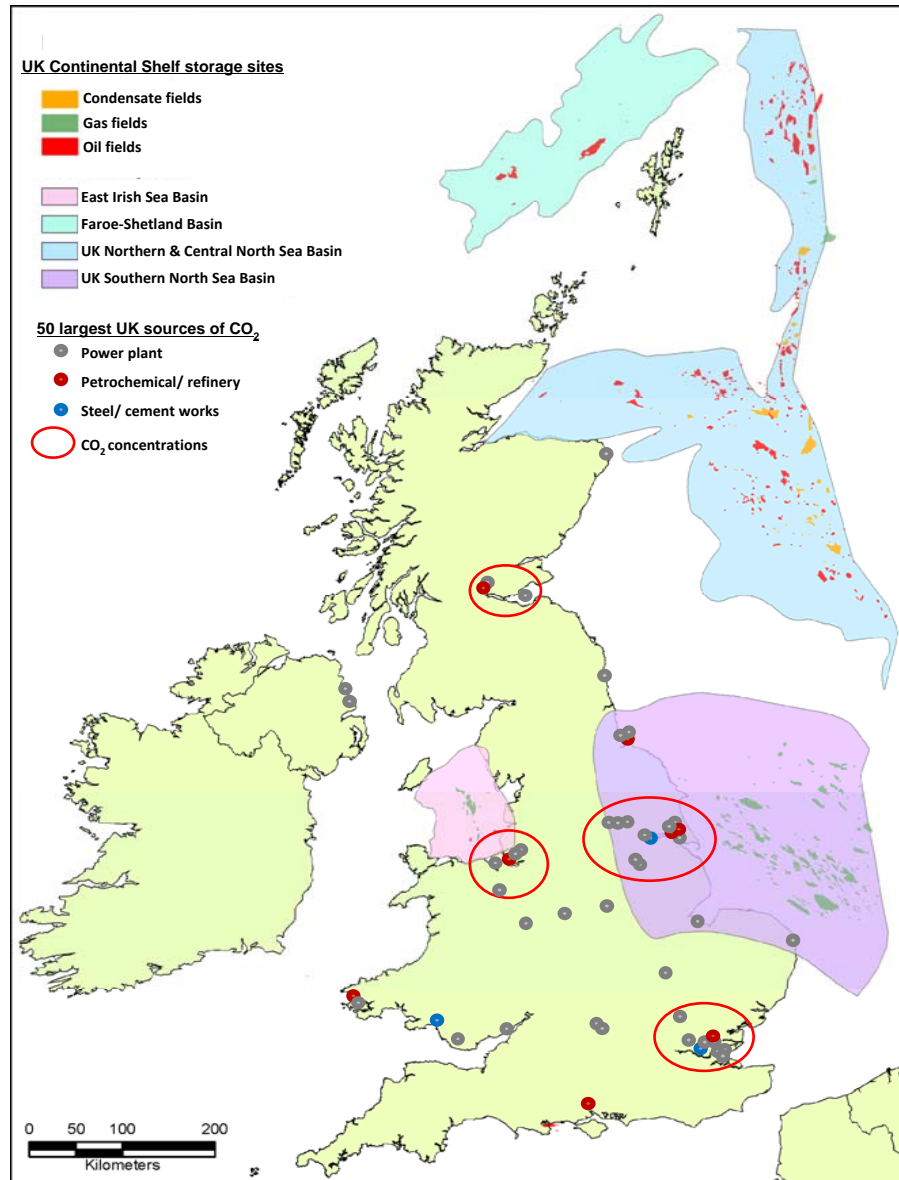 UK Continental Shelf storage sites
Condensate fields
Gas fields
Oil fields
East Irish Sea Basin
Faroe-Shetland Basin
UK Northern & Central North Sea Basin
UK Southern North Sea Basin
50 largest UK sources of CO₂
Power plant
Petrochemical/ refinery
Steel/ cement works
CO₂ concentrations
0 50 100 200
Kilometers